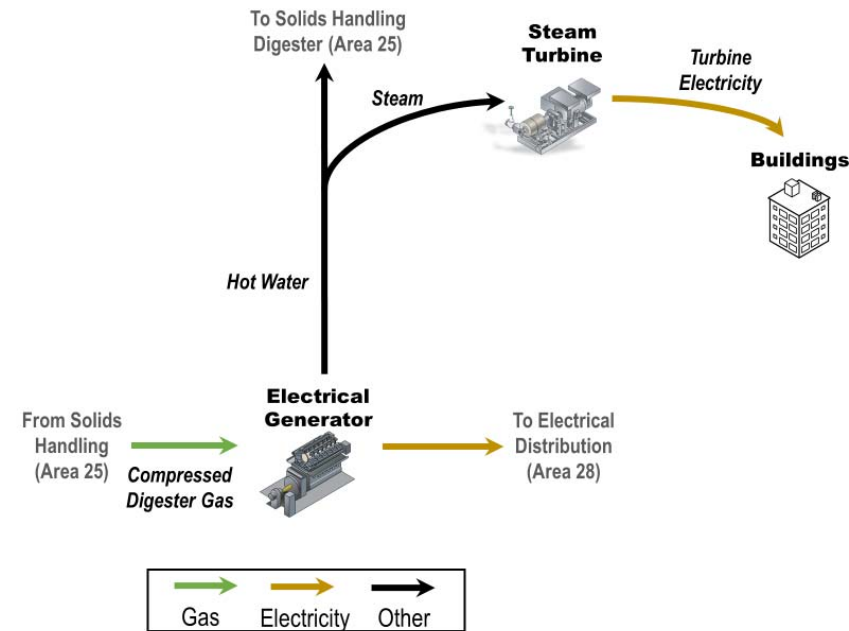 To Solids Handling
Digester (Area 25)
Steam
Turbine
Turbine
Electricity
Steam
Buildings
Hot Water
Electrical
Generator
From Solids
Handling
(Area 25)
Compressed
Digester Gas
To Electrical
Distribution
(Area 28)
Gas
Electricity
Other